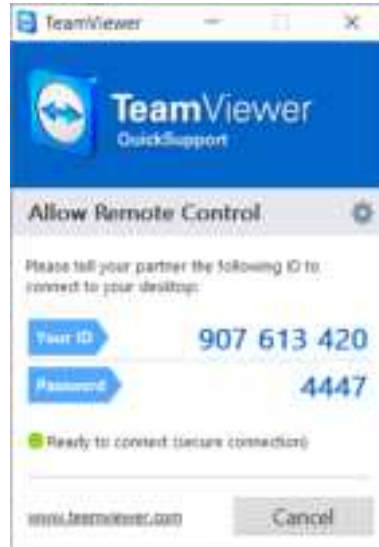 TeamViewer
TeamViewer
QuickSupport
Allow Remote Control
Please tell your partner the following ID to
connect to your desktop:
Your ID 907 613 420
Password 4447
Ready to connect (secure connection)
www.teamviewer.com Cancel